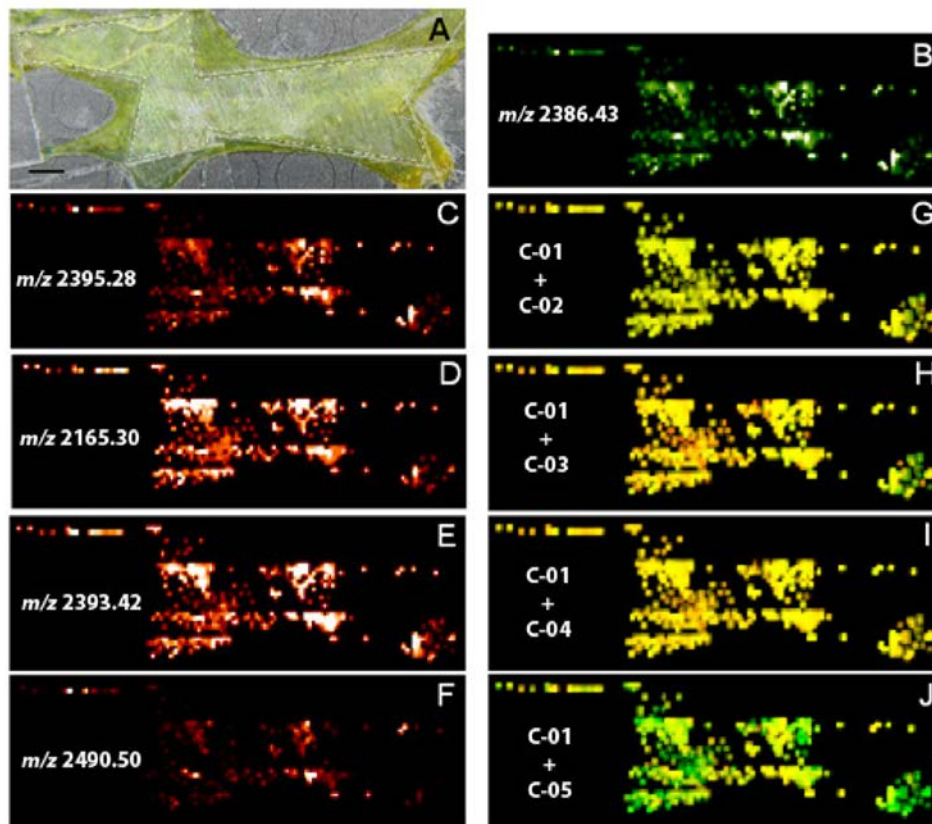 A
B
m/z 2386.43
C
m/z 2395.28
G
C-01
+
C-02
D
m/z 2165.30
H
C-01
+
C-03
E
m/z 2393.42
I
C-01
+
C-04
F
m/z 2490.50
J
C-01
+
C-05